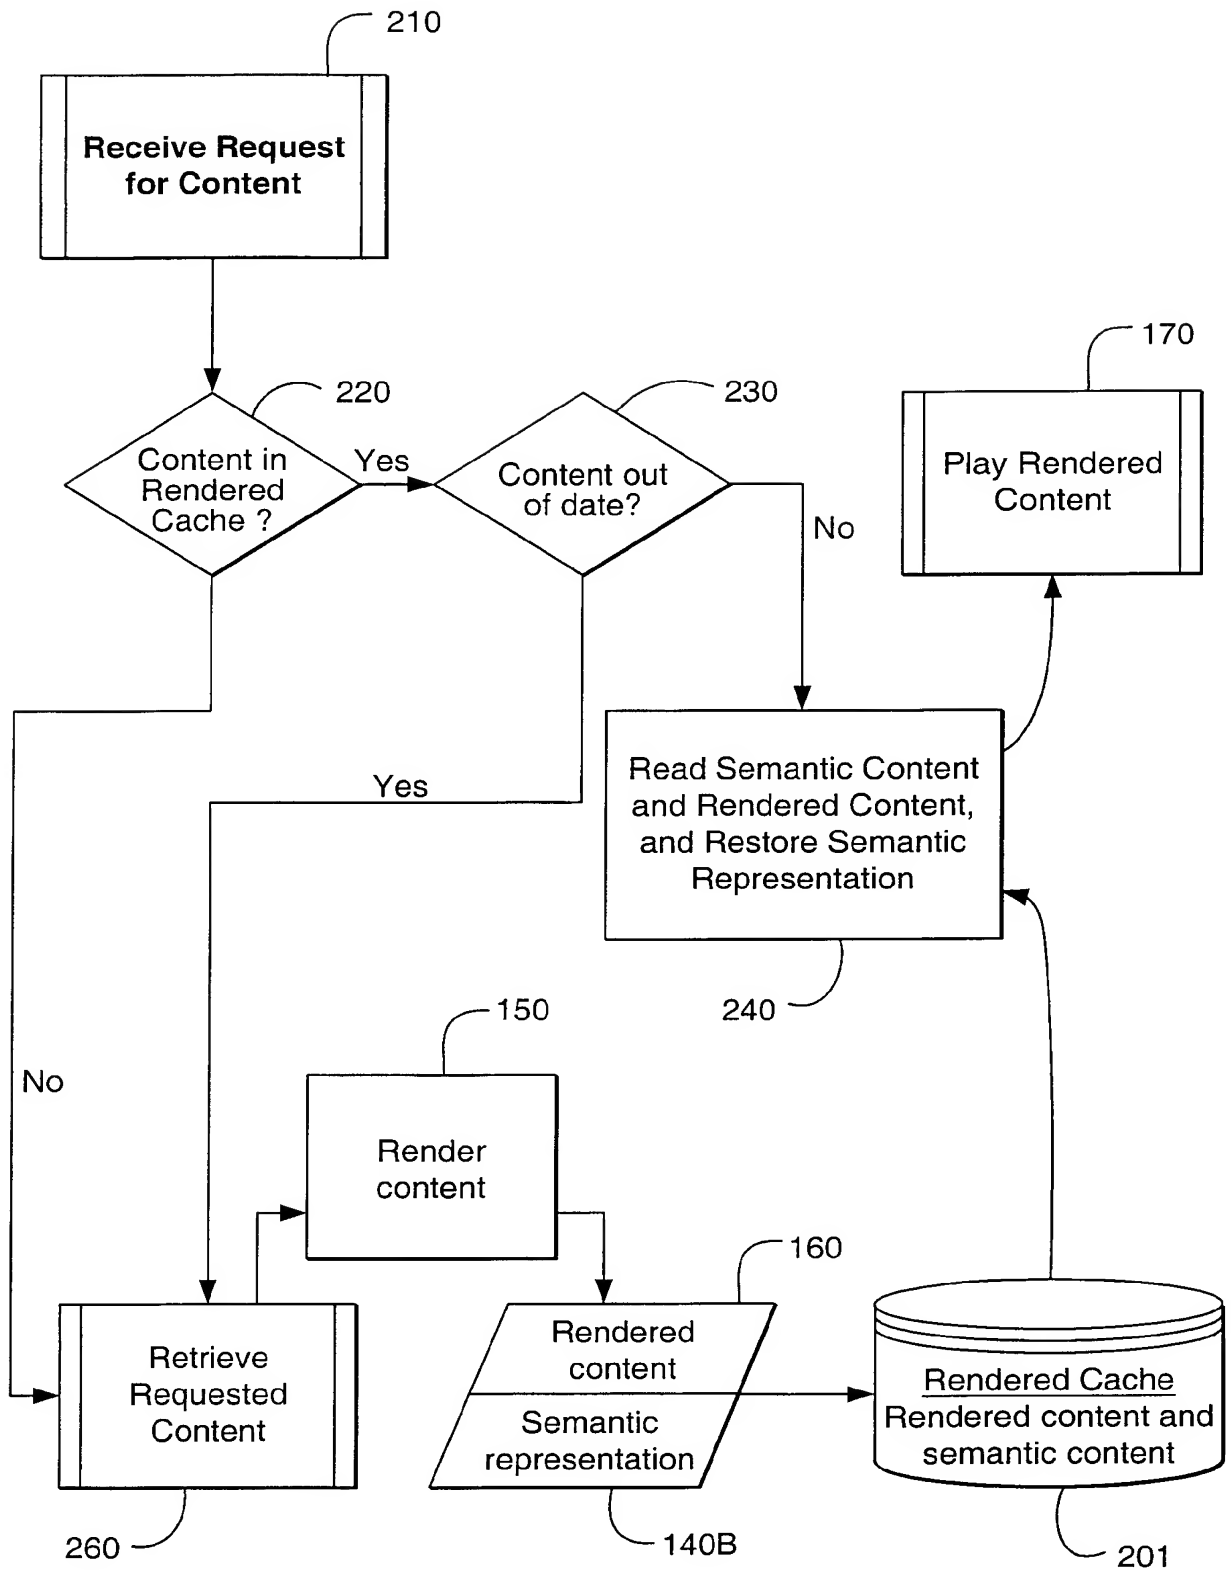 210
Receive Request
for Content
170
220
230
Content in
Rendered
Cache ?
Yes
Content out
of date?
No
Play Rendered
Content
Yes
Read Semantic Content
and Rendered Content,
and Restore Semantic
Representation
240
150
No
Render
content
160
Retrieve
Requested
Content
Rendered
content
Semantic
representation
Rendered Cache
Rendered content and
semantic content
260
140B
201